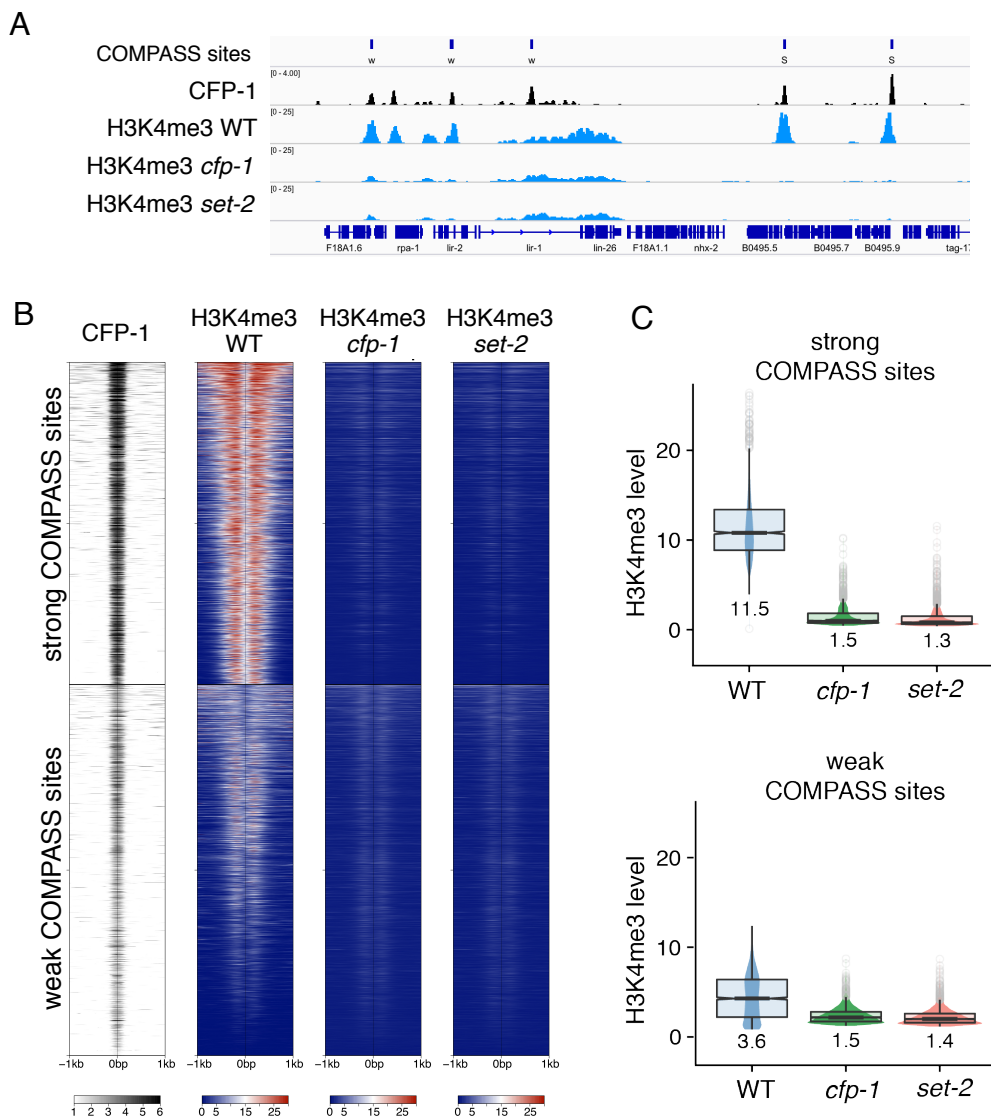 A
COMPASS sites
w w w S S
[0 - 4.00]
CFP-1
[0 - 25]
H3K4me3 WT
[0 - 25]
H3K4me3 cfp-1
[0 - 25]
H3K4me3 set-2
F18A1.6 rpa-1 lir-2 lir-1 lin-26 F18A1.1 nhx-2 B0495.5 B0495.7 B0495.9 tag-17
B
CFP-1
H3K4me3 WT
H3K4me3 cfp-1
H3K4me3 set-2
strong COMPASS sites
weak COMPASS sites
−1kb 0bp 1kb −1kb 0bp 1kb −1kb 0bp 1kb −1kb 0bp 1kb
1 2 3 4 5 6 0 5 15 25 0 5 15 25 0 5 15 25
C
strong
COMPASS sites
H3K4me3 level
20
10
0
11.5 1.5 1.3
WT cfp-1 set-2
weak
COMPASS sites
H3K4me3 level
20
10
0
3.6 1.5 1.4
WT cfp-1 set-2